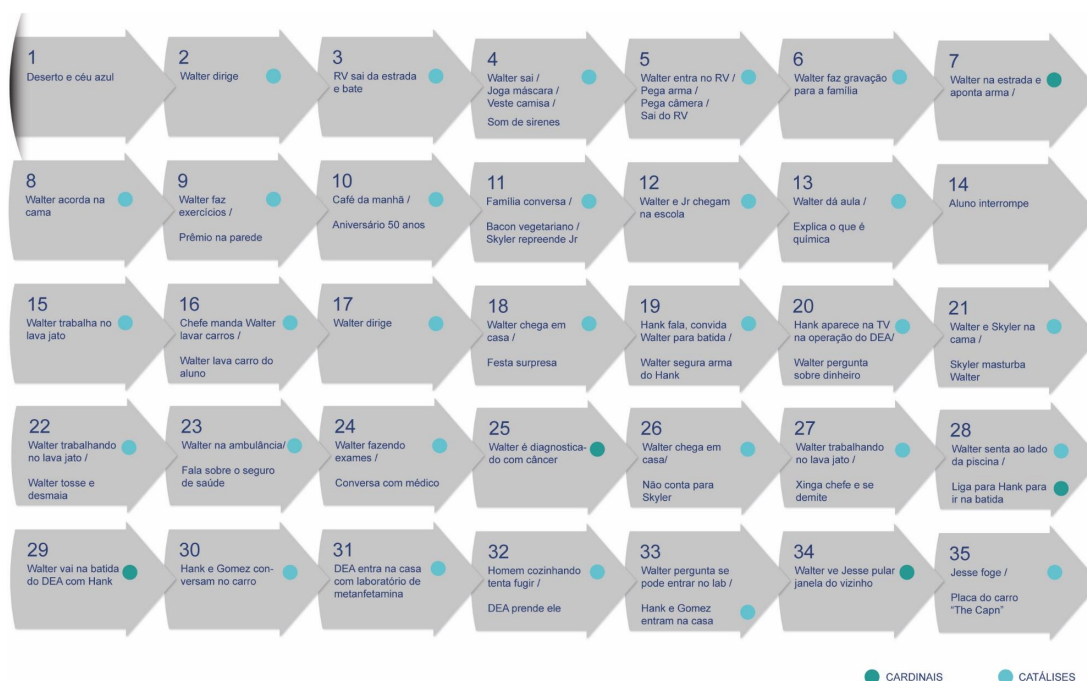 1
Deserto e céu azul
2
Walter dirige
3
RV sai da estrada
e bate
4
Walter sai /
Joga máscara /
Veste camisa /
Som de sirenes
5
Walter entra no RV /
Pega arma /
Pega câmera /
Sai do RV
6
Walter faz gravação
para a família
7
Walter na estrada e
aponta arma /
8
Walter acorda na
cama
9
Walter faz
exercícios /
Prêmio na parede
10
Café da manhã /
Aniversário 50 anos
11
Família conversa /
Bacon vegetariano /
Skyler repreende Jr
12
Walter e Jr chegam
na escola
13
Walter dá aula /
Explica o que é
química
14
Aluno interrompe
15
Walter trabalha no
lava jato
16
Chefe manda Walter
lavar carros /
Walter lava carro do
aluno
17
Walter dirige
18
Walter chega em
casa /
Festa surpresa
19
Hank fala, convida
Walter para batida /
Walter segura arma
do Hank
20
Hank aparece na TV
na operação do DEA/
Walter pergunta
sobre dinheiro
21
Walter e Skyler na
cama /
Skyler masturba
Walter
22
Walter trabalhando
no lava jato /
Walter tosse e
desmaia
23
Walter na ambulância/
Fala sobre o seguro
de saúde
24
Walter fazendo
exames /
Conversa com médico
25
Walter é diagnostica-
do com câncer
26
Walter chega em
casa/
Não conta para
Skyler
27
Walter trabalhando
no lava jato /
Xinga chefe e se
demite
28
Walter senta ao lado
da piscina /
Liga para Hank para
ir na batida
29
Walter vai na batida
do DEA com Hank
30
Hank e Gomez con-
versam no carro
31
DEA entra na casa
com laboratório de
metanfetamina
32
Homem cozinhando
tenta fugir /
DEA prende ele
33
Walter pergunta se
pode entrar no lab /
Hank e Gomez
entram na casa
34
Walter ve Jesse pular
janela do vizinho
35
Jesse foge /
Placa do carro
"The Capn"
CARDINAIS
CATÁLISES